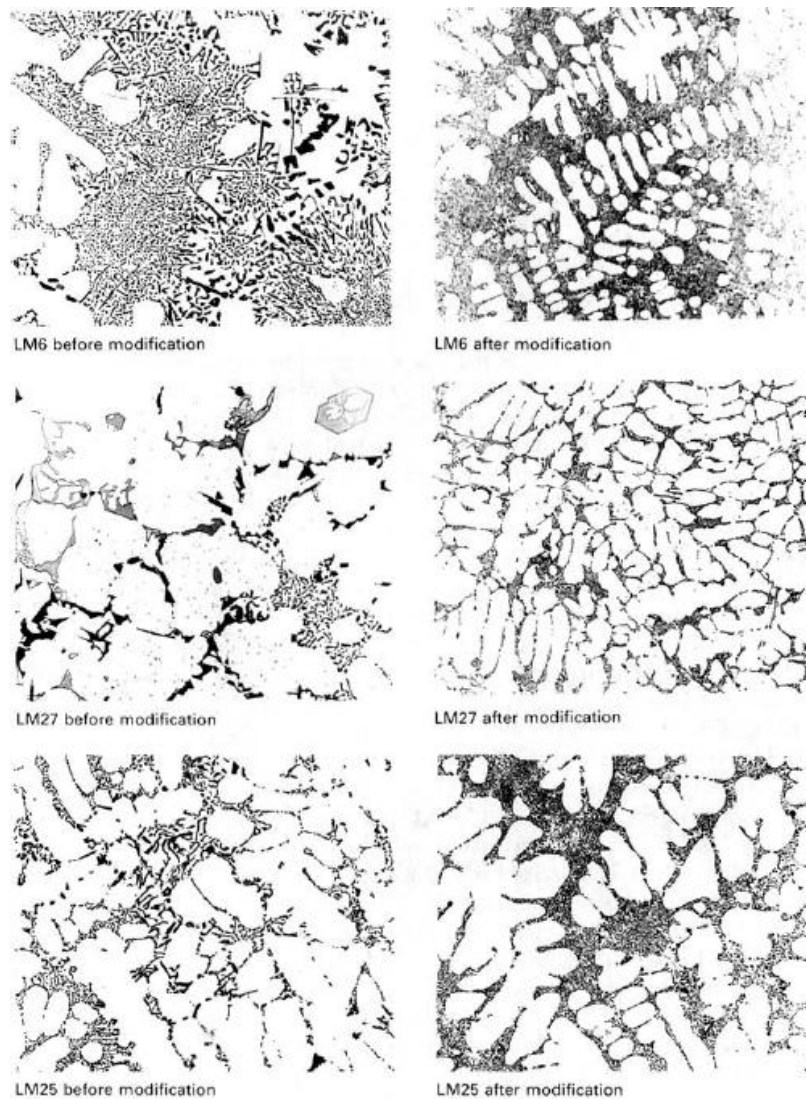 LM6 before modification
LM6 after modification
LM27 before modification
LM27 after modification
LM25 before modification
LM25 after modification